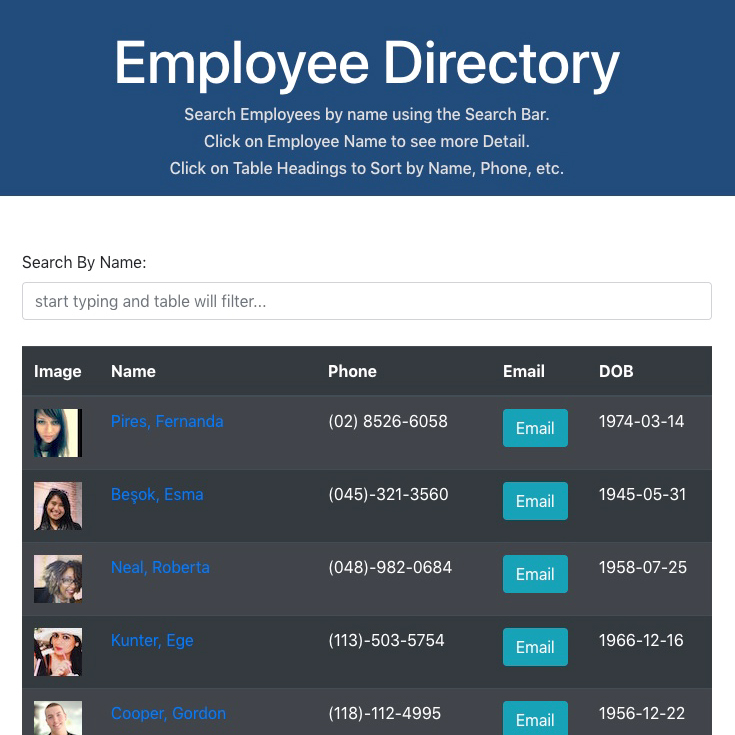 Employee Directory
Search Employees by name using the Search Bar.
Click on Employee Name to see more Detail.
Click on Table Headings to Sort by Name, Phone, etc.
Search By Name:
start typing and table will filter...
Image Name Phone Email DOB
Pires, Fernanda (02) 8526-6058 Email 1974-03-14
Beşok, Esma (045)-321-3560 Email 1945-05-31
Neal, Roberta (048)-982-0684 Email 1958-07-25
Kunter, Ege (113)-503-5754 Email 1966-12-16
Cooper, Gordon (118)-112-4995 Email 1956-12-22